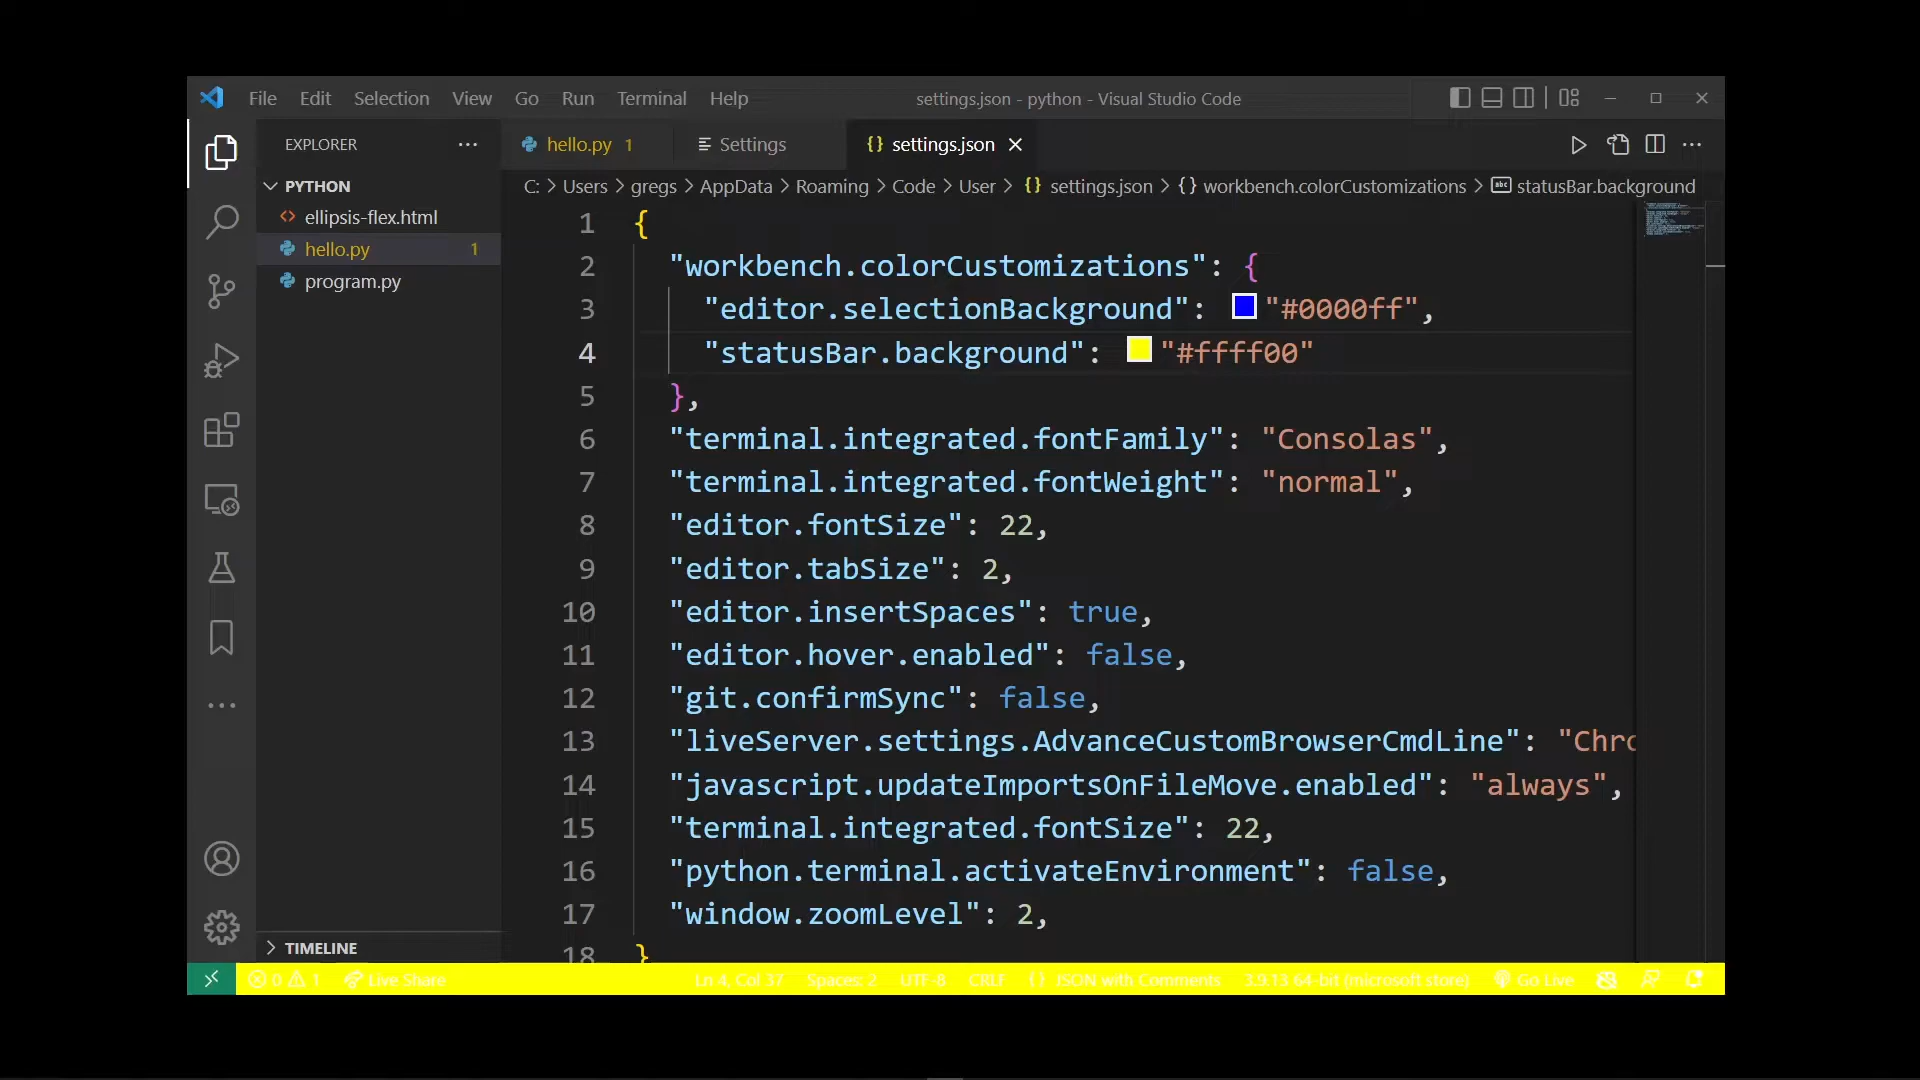 File Edit Selection View Go Run Terminal Help settings.json - python - Visual Studio Code
EXPLORER
PYTHON
ellipsis-flex.html
hello.py 1
program.py
TIMELINE
hello.py 1 Settings {} settings.json
C: > Users > gregs > AppData > Roaming > Code > User > {} settings.json > {} workbench.colorCustomizations > abc statusBar.background
1 {
2 "workbench.colorCustomizations": {
3 "editor.selectionBackground": "#0000ff",
4 "statusBar.background": "#ffff00"
5 },
6 "terminal.integrated.fontFamily": "Consolas",
7 "terminal.integrated.fontWeight": "normal",
8 "editor.fontSize": 22,
9 "editor.tabSize": 2,
10 "editor.insertSpaces": true,
11 "editor.hover.enabled": false,
12 "git.confirmSync": false,
13 "liveServer.settings.AdvanceCustomBrowserCmdLine": "Chro
14 "javascript.updateImportsOnFileMove.enabled": "always",
15 "terminal.integrated.fontSize": 22,
16 "python.terminal.activateEnvironment": false,
17 "window.zoomLevel": 2,
18 }
0 1 Live Share Ln 4, Col 37 Spaces: 2 UTF-8 CRLF {} JSON with Comments 3.9.13 64-bit (microsoft store) Go Live